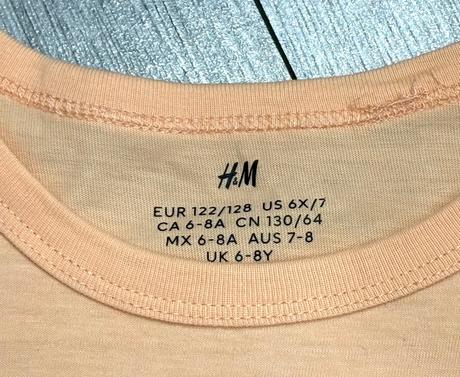 H&M
EUR 122/128 US 6X/7
CA 6-8A CN 130/64
MX 6-8A AUS 7-8
UK 6-8Y